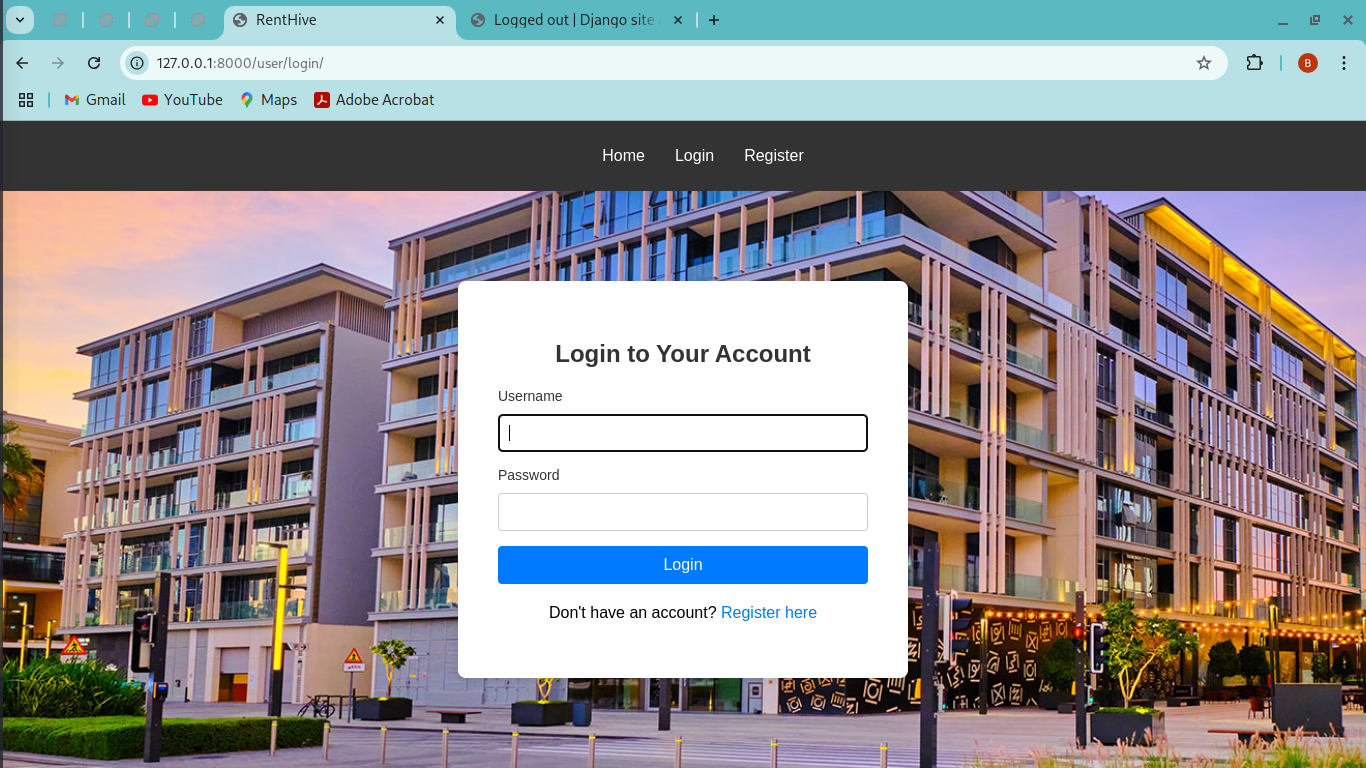 RentHive
Logged out | Django site
127.0.0.1:8000/user/login/
B
Gmail YouTube Maps Adobe Acrobat
Home Login Register
Login to Your Account
Username
Password
Login
Don't have an account? Register here